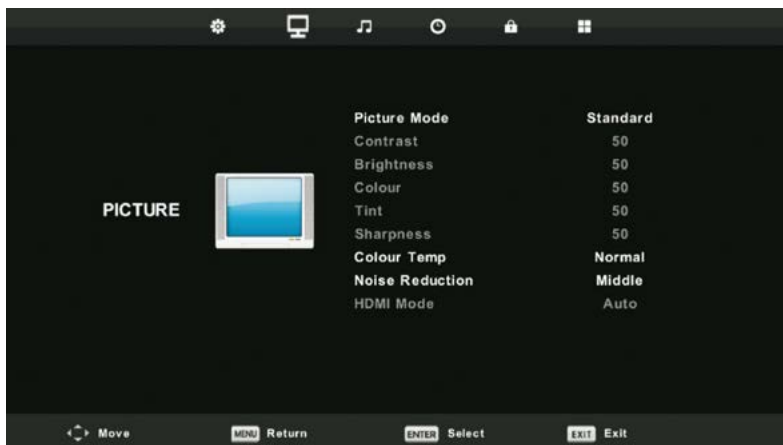 Picture Mode Standard
Contrast 50
Brightness 50
Colour 50
PICTURE
Tint 50
Sharpness 50
Colour Temp Normal
Noise Reduction Middle
HDMI Mode Auto
Move MENU Return ENTER Select EXIT Exit